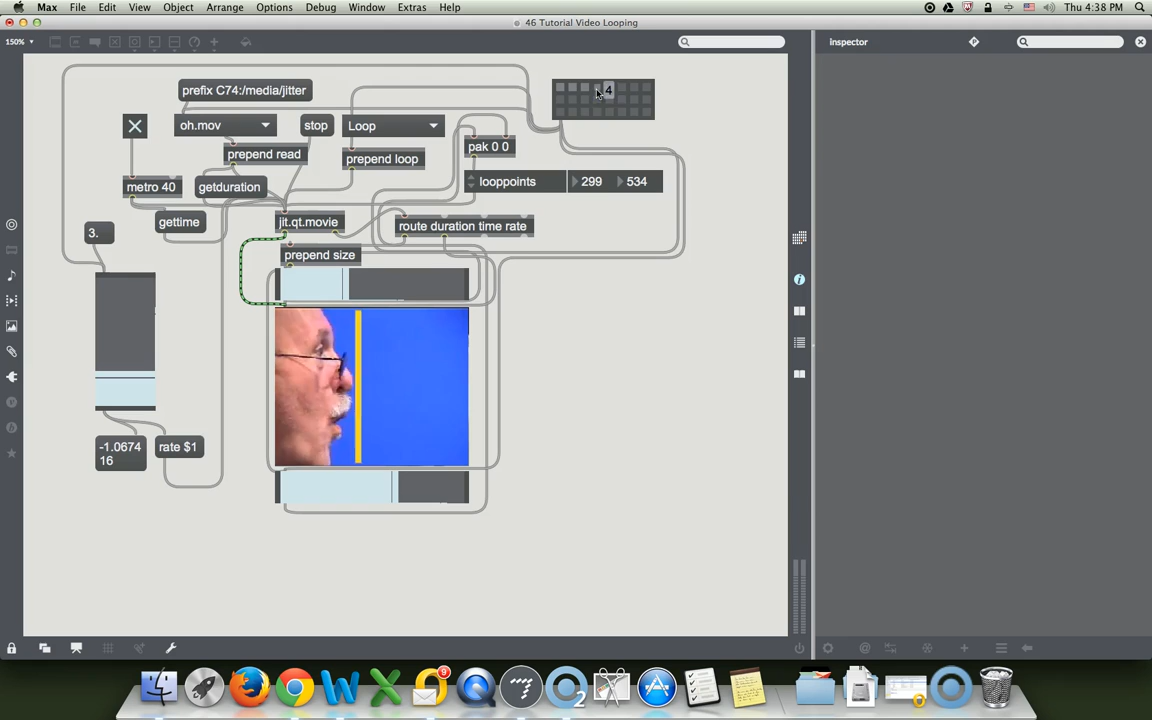 Max File Edit View Object Arrange Options Debug Window Extras Help
Thu 4:38 PM
46 Tutorial Video Looping
150%
inspector
prefix C74:/media/jitter
4
oh.mov
stop
Loop
pak 0 0
prepend read
prepend loop
looppoints 299 534
metro 40
getduration
gettime
jit.qt.movie
route duration time rate
3.
prepend size
-1.0674
16
rate $1
9
2